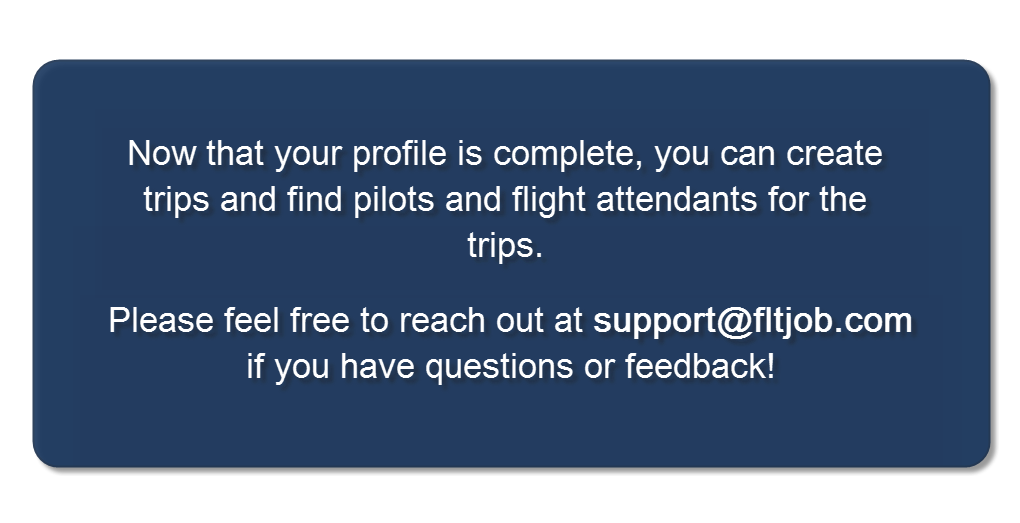 Now that your profile is complete, you can create
trips and find pilots and flight attendants for the
trips.
Please feel free to reach out at support@fltjob.com
if you have questions or feedback!